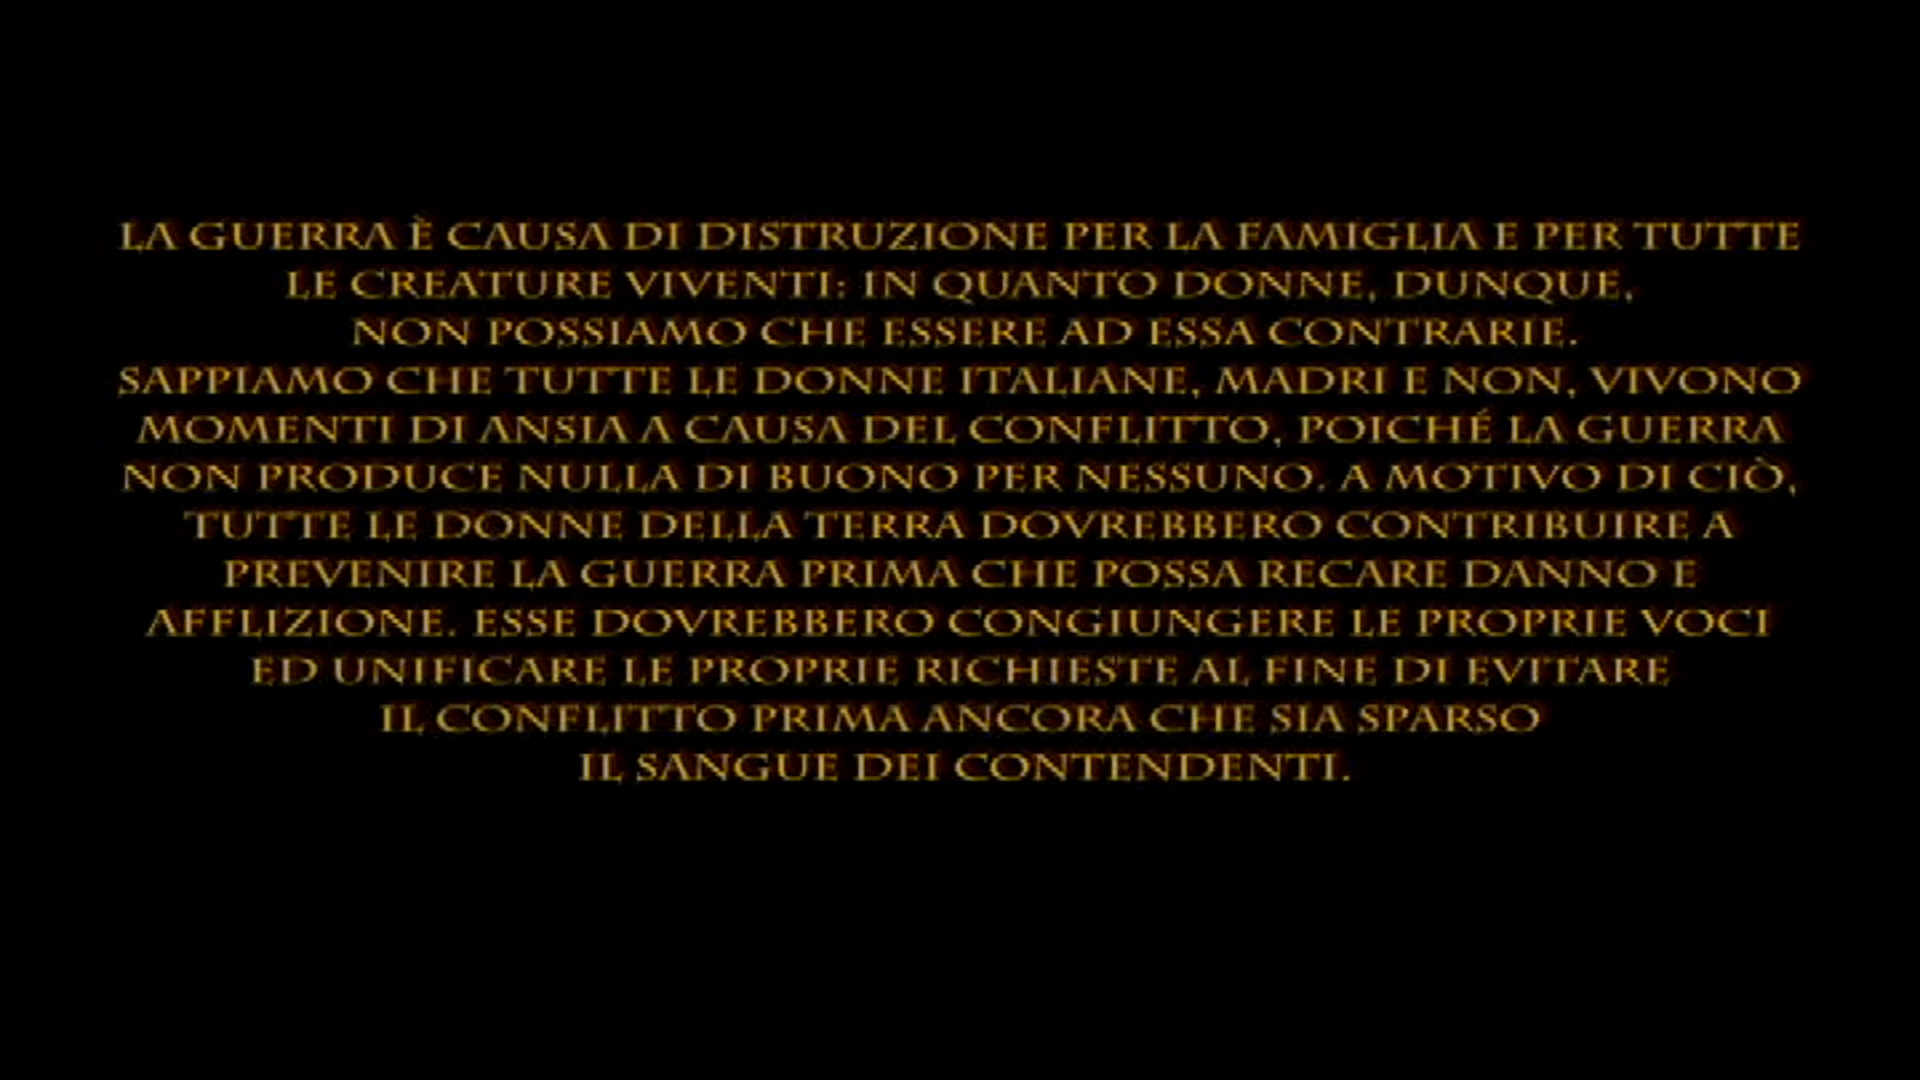 LA GUERRA È CAUSA DI DISTRUZIONE PER LA FAMIGLIA E PER TUTTE
LE CREATURE VIVENTI: IN QUANTO DONNE, DUNQUE,
NON POSSIAMO CHE ESSERE AD ESSA CONTRARIE.
SAPPIAMO CHE TUTTE LE DONNE ITALIANE, MADRI E NON, VIVONO
MOMENTI DI ANSIA A CAUSA DEL CONFLITTO, POICHÉ LA GUERRA
NON PRODUCE NULLA DI BUONO PER NESSUNO. A MOTIVO DI CIÒ,
TUTTE LE DONNE DELLA TERRA DOVREBBERO CONTRIBUIRE A
PREVENIRE LA GUERRA PRIMA CHE POSSA RECARE DANNO E
AFFLIZIONE. ESSE DOVREBBERO CONGIUNGERE LE PROPRIE VOCI
ED UNIFICARE LE PROPRIE RICHIESTE AL FINE DI EVITARE
IL CONFLITTO PRIMA ANCORA CHE SIA SPARSO
IL SANGUE DEI CONTENDENTI.